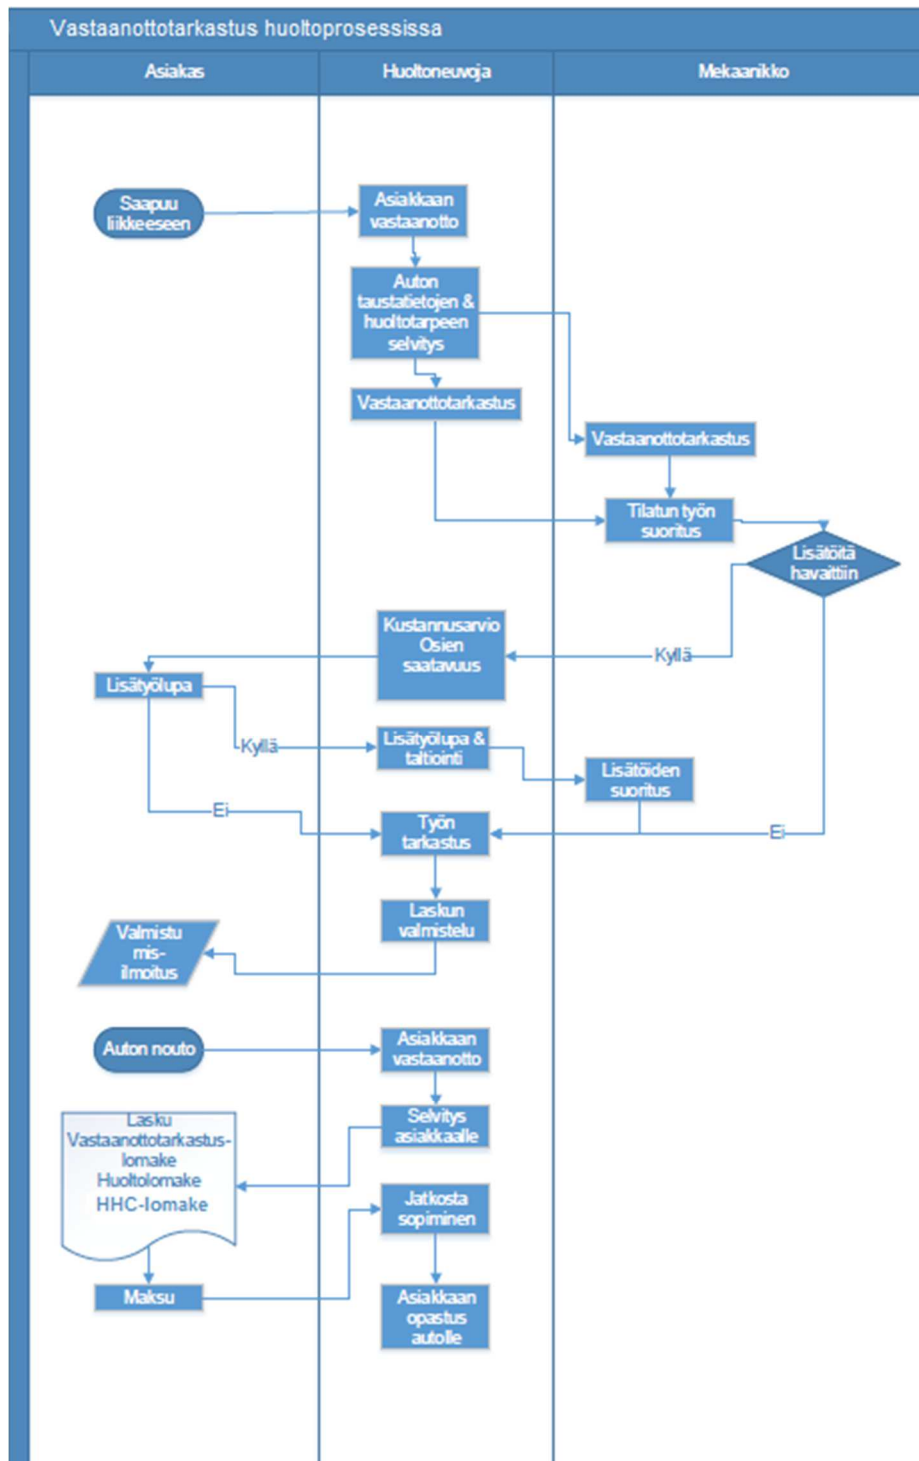 Vastaanottotarkastus huoltoprosessissa
Asiakas
Huoltoneuvoja
Mekaanikko
Saapuu
liikkeeseen
Asiakkaan
vastaanotto
Auton
taustatietojen &
huoltotarpeen
selvitys
Vastaanottotarkastus
Vastaanottotarkastus
Tilatun työn
suoritus
Lisätöitä
havaittiin
Kustannusarvio
Osien
saatavuus
Kyllä
Lisätyölupa
Kyllä
Lisätyölupa &
taltiointi
Lisätöiden
suoritus
Ei
Työn
tarkastus
Ei
Laskun
valmistelu
Valmistu
mis-
ilmoitus
Auton nouto
Asiakkaan
vastaanotto
Selvitys
asiakkaalle
Lasku
Vastaanottotarkastus-
lomake
Huoltolomake
HHC-lomake
Jatkosta
sopiminen
Maksu
Asiakkaan
opastus
autolle